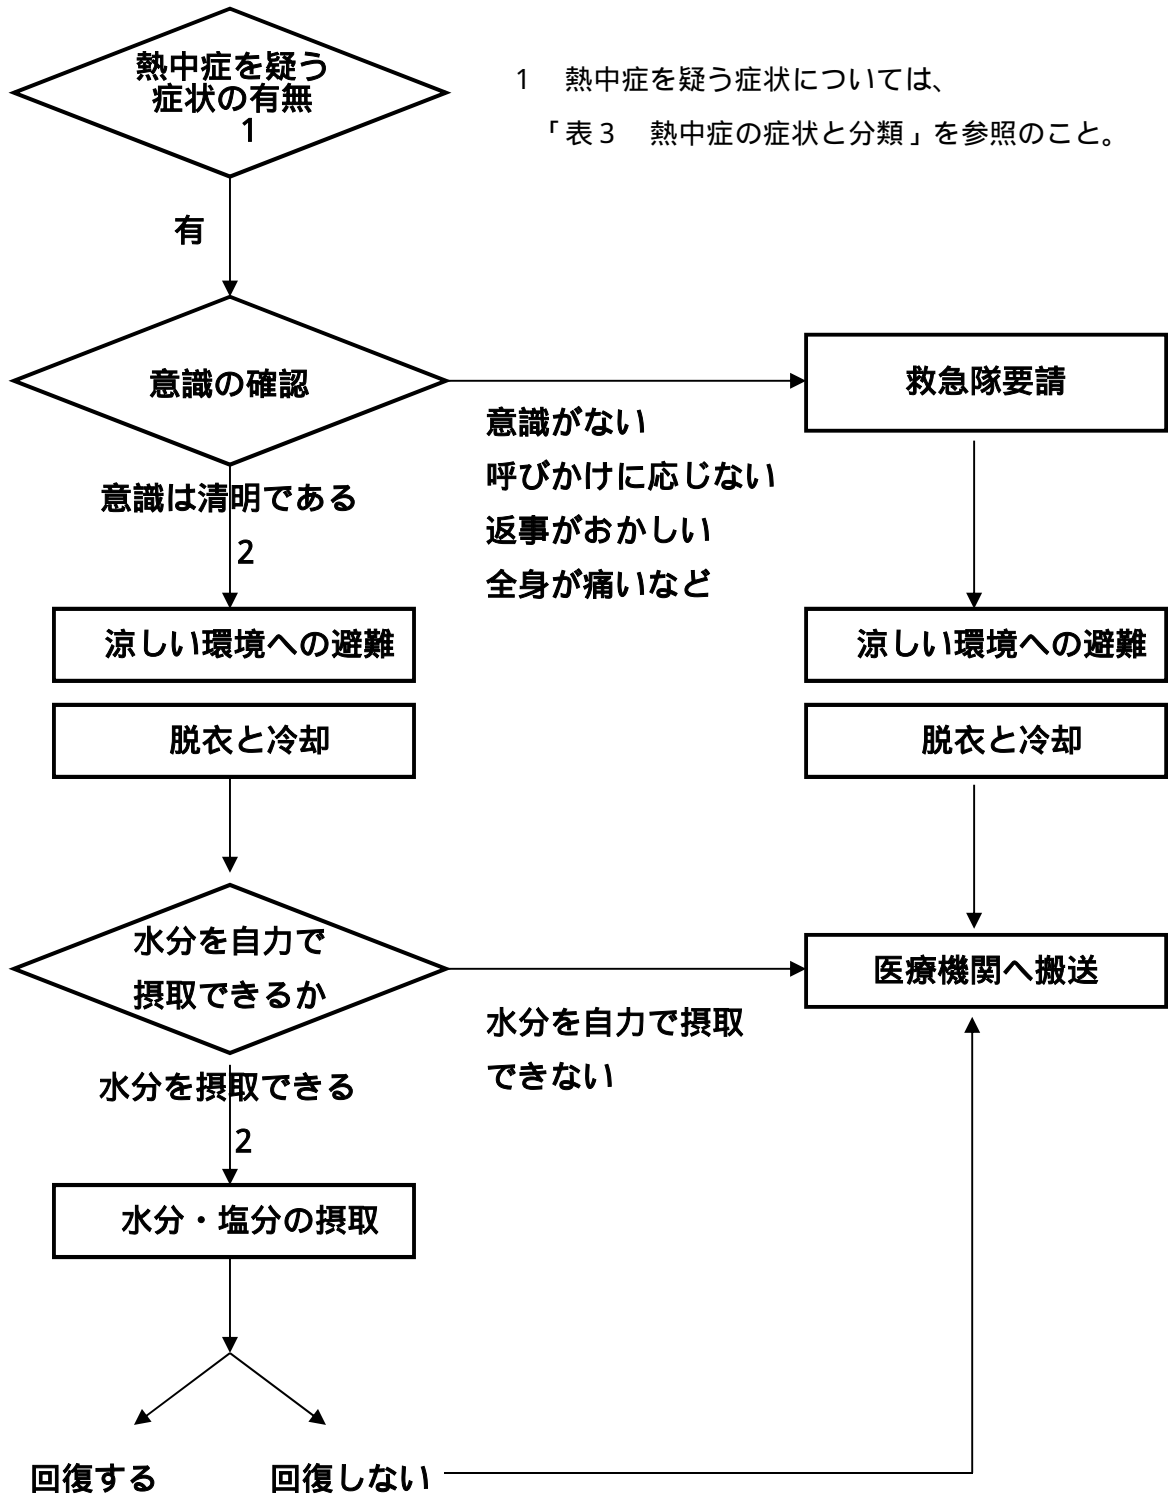 熱中症を疑う
症状の有無
1
1　熱中症を疑う症状については、
「表3　熱中症の症状と分類」を参照のこと。
有
意識の確認
救急隊要請
意識がない
呼びかけに応じない
返事がおかしい
全身が痛いなど
意識は清明である
2
涼しい環境への避難
涼しい環境への避難
脱衣と冷却
脱衣と冷却
水分を自力で
摂取できるか
医療機関へ搬送
水分を自力で摂取
できない
水分を摂取できる
2
水分・塩分の摂取
回復する
回復しない